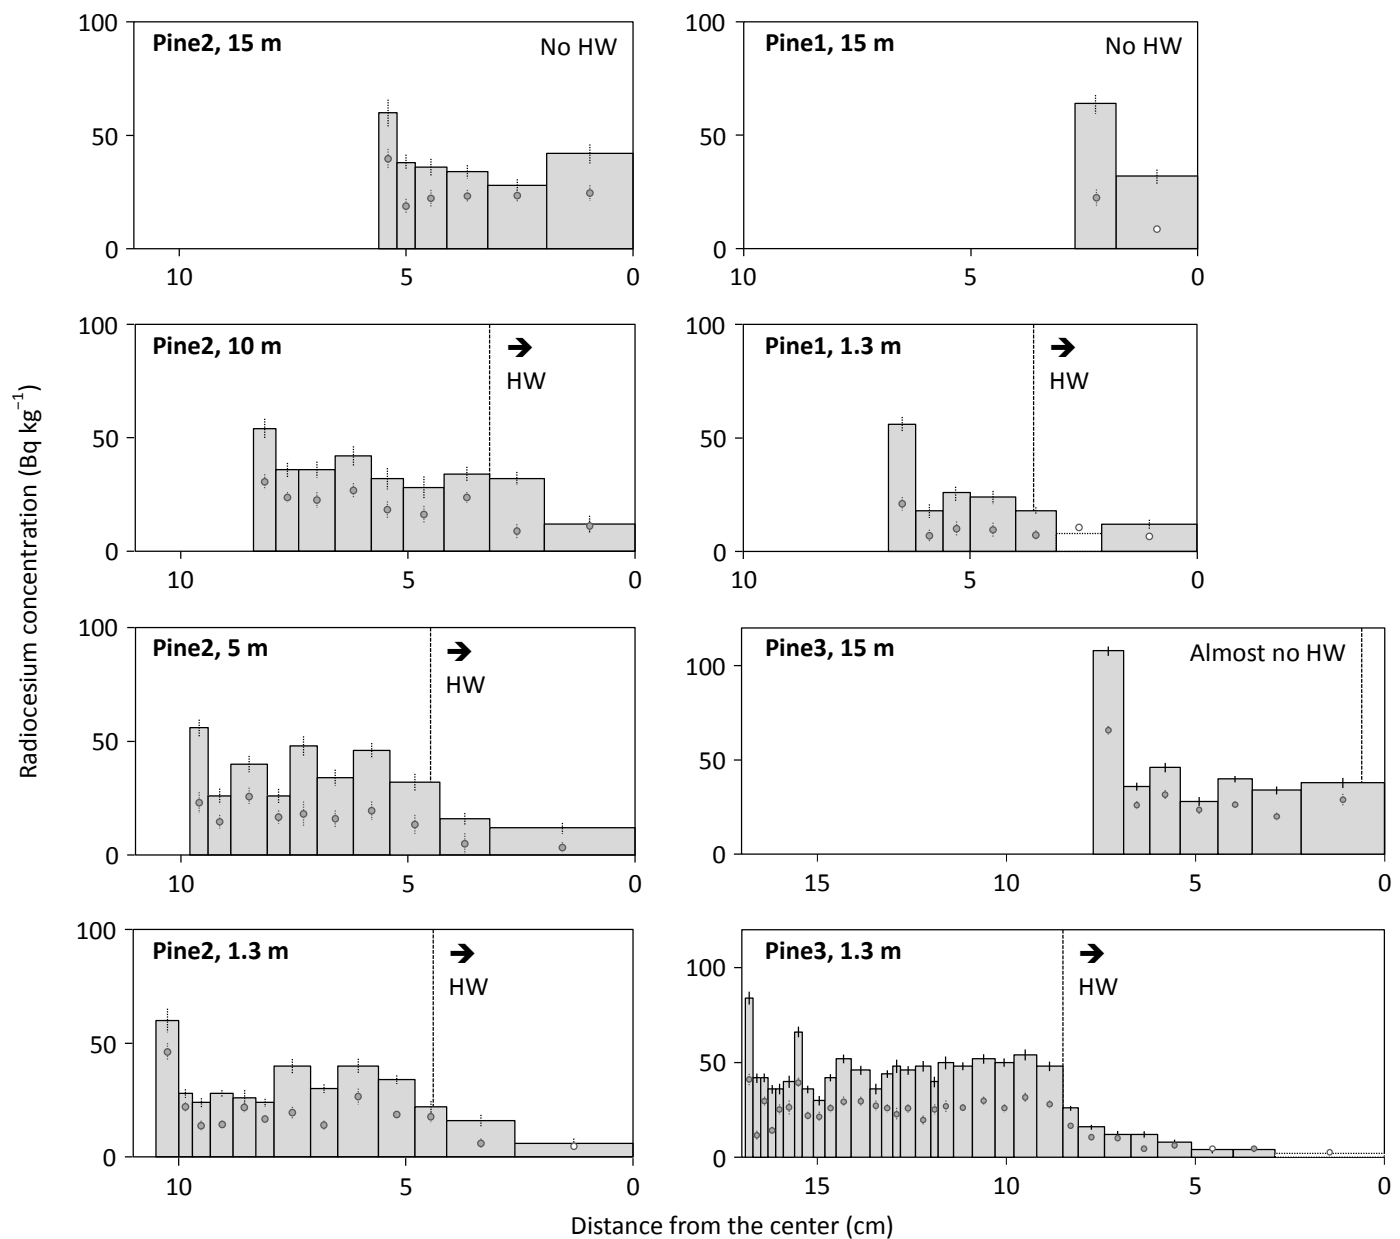 Radiocesium concentration (Bq kg⁻¹)
Pine2, 15 m
No HW
100
50
0
10 5 0
Pine1, 15 m
No HW
100
50
0
10 5 0
Pine2, 10 m
➔
HW
100
50
0
10 5 0
Pine1, 1.3 m
➔
HW
100
50
0
10 5 0
Pine2, 5 m
➔
HW
100
50
0
10 5 0
Pine3, 15 m
Almost no HW
100
50
0
15 10 5 0
Pine2, 1.3 m
➔
HW
100
50
0
10 5 0
Pine3, 1.3 m
➔
HW
100
50
0
15 10 5 0
Distance from the center (cm)